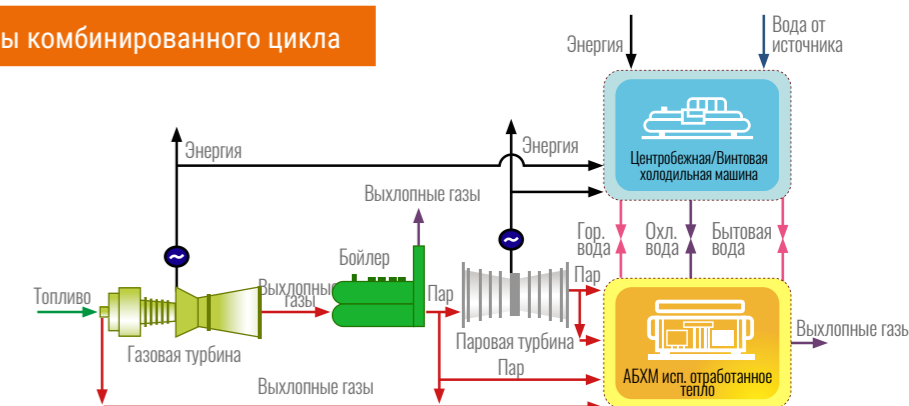 ы комбинированного цикла
Энергия
Вода от
источника
Центробежная/Винтовая
холодильная машина
Энергия
Энергия
Выхлопные газы
Гор.
вода
Охл.
вода
Бытовая
вода
Бойлер
Топливо
Выхлопные
газы
Пар
Пар
Газовая турбина
Паровая турбина
Выхлопные газь
Пар
АБХМ исп. отработанное
тепло
Выхлопные газы